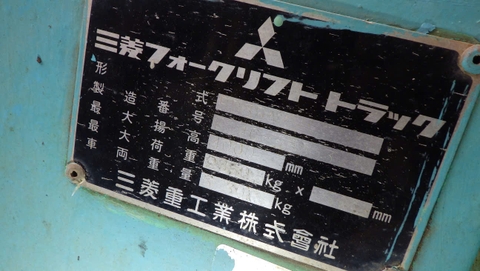 三菱フォークリフト トラック
形式
製造番号
最大揚高 mm
最大荷重 kg x mm
車両重量 kg
三菱重工業株式會社